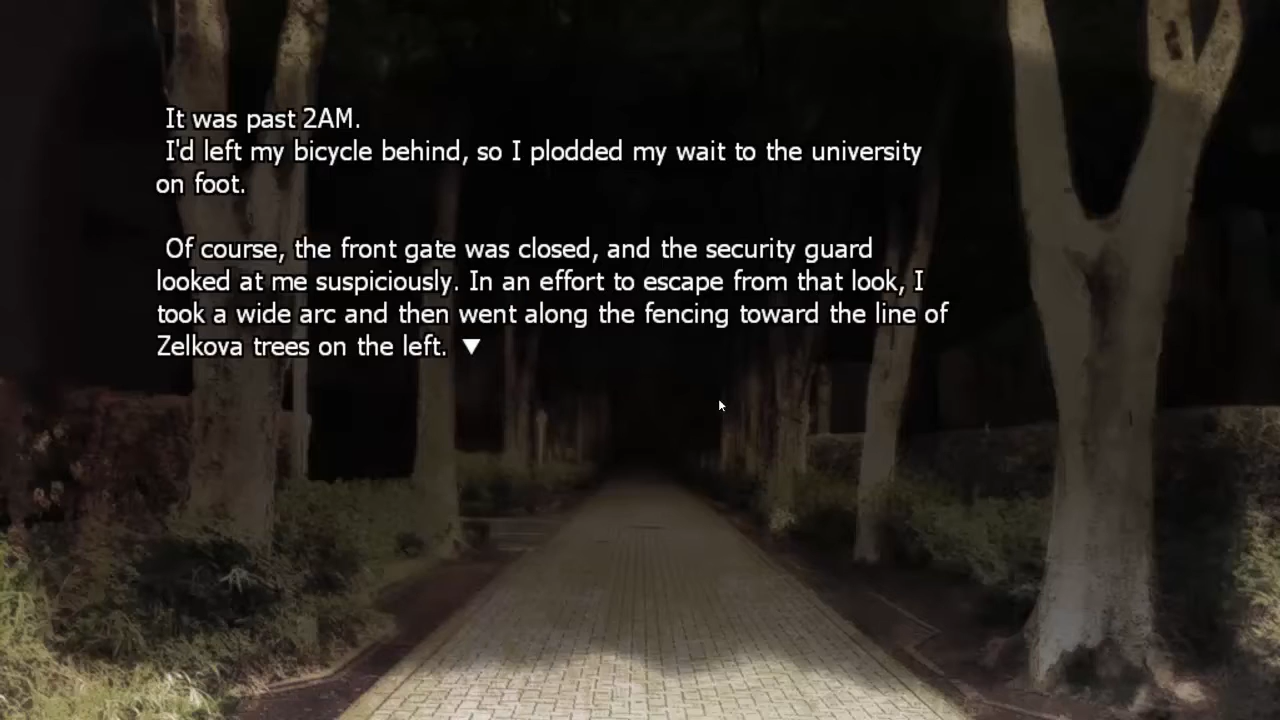 It was past 2AM.
I'd left my bicycle behind, so I plodded my wait to the university
on foot.
Of course, the front gate was closed, and the security guard
looked at me suspiciously. In an effort to escape from that look, I
took a wide arc and then went along the fencing toward the line of
Zelkova trees on the left.